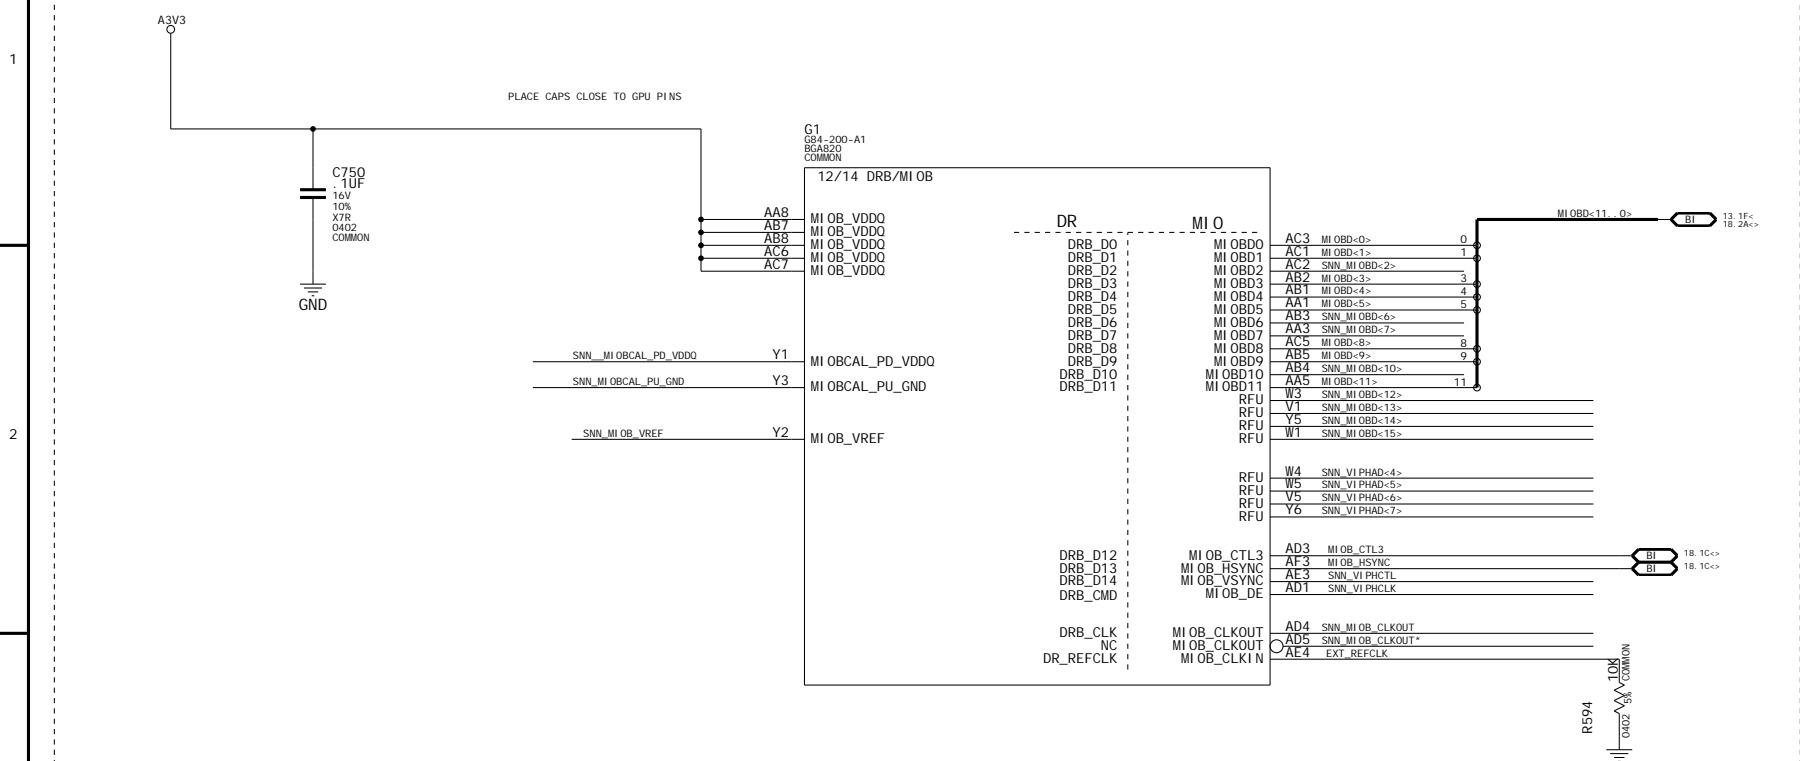 A3V3
1
PLACE CAPS CLOSE TO GPU PINS
G1
G84-200-A1
BGA820
COMMON
12/14 DRB/MIOB
C750
.1UF
16V
10%
X7R
0402
COMMON
GND
AA8 MIOB_VDDQ
AB7 MIOB_VDDQ
AB8 MIOB_VDDQ
AC6 MIOB_VDDQ
AC7 MIOB_VDDQ
SNN__MIOBCAL_PD_VDDQ Y1 MIOBCAL_PD_VDDQ
SNN_MIOBCAL_PU_GND Y3 MIOBCAL_PU_GND
SNN_MIOB_VREF Y2 MIOB_VREF
DR MIO
MIOBD<11..0> BI 13.1F<
18.2A<>
DRB_D0 MIOBD0 AC3 MIOBD<0> 0
DRB_D1 MIOBD1 AC1 MIOBD<1> 1
DRB_D2 MIOBD2 AC2 SNN_MIOBD<2>
DRB_D3 MIOBD3 AB2 MIOBD<3> 3
DRB_D4 MIOBD4 AB1 MIOBD<4> 4
DRB_D5 MIOBD5 AA1 MIOBD<5> 5
DRB_D6 MIOBD6 AB3 SNN_MIOBD<6>
DRB_D7 MIOBD7 AA3 SNN_MIOBD<7>
DRB_D8 MIOBD8 AC5 MIOBD<8> 8
DRB_D9 MIOBD9 AB5 MIOBD<9> 9
DRB_D10 MIOBD10 AB4 SNN_MIOBD<10>
DRB_D11 MIOBD11 AA5 MIOBD<11> 11
RFU W3 SNN_MIOBD<12>
RFU V1 SNN_MIOBD<13>
RFU Y5 SNN_MIOBD<14>
RFU W1 SNN_MIOBD<15>
2
RFU W4 SNN_VIPHAD<4>
RFU W5 SNN_VIPHAD<5>
RFU V5 SNN_VIPHAD<6>
RFU Y6 SNN_VIPHAD<7>
DRB_D12 MIOB_CTL3 AD3 MIOB_CTL3 BI 18.1C<>
DRB_D13 MIOB_HSYNC AF3 MIOB_HSYNC BI 18.1C<>
DRB_D14 MIOB_VSYNC AE3 SNN_VIPHCTL
DRB_CMD MIOB_DE AD1 SNN_VIPHCLK
DRB_CLK MIOB_CLKOUT AD4 SNN_MIOB_CLKOUT
NC MIOB_CLKOUT AD5 SNN_MIOB_CLKOUT*
DR_REFCLK MIOB_CLKIN AE4 EXT_REFCLK
R594
10K
COMMON
5%
0402